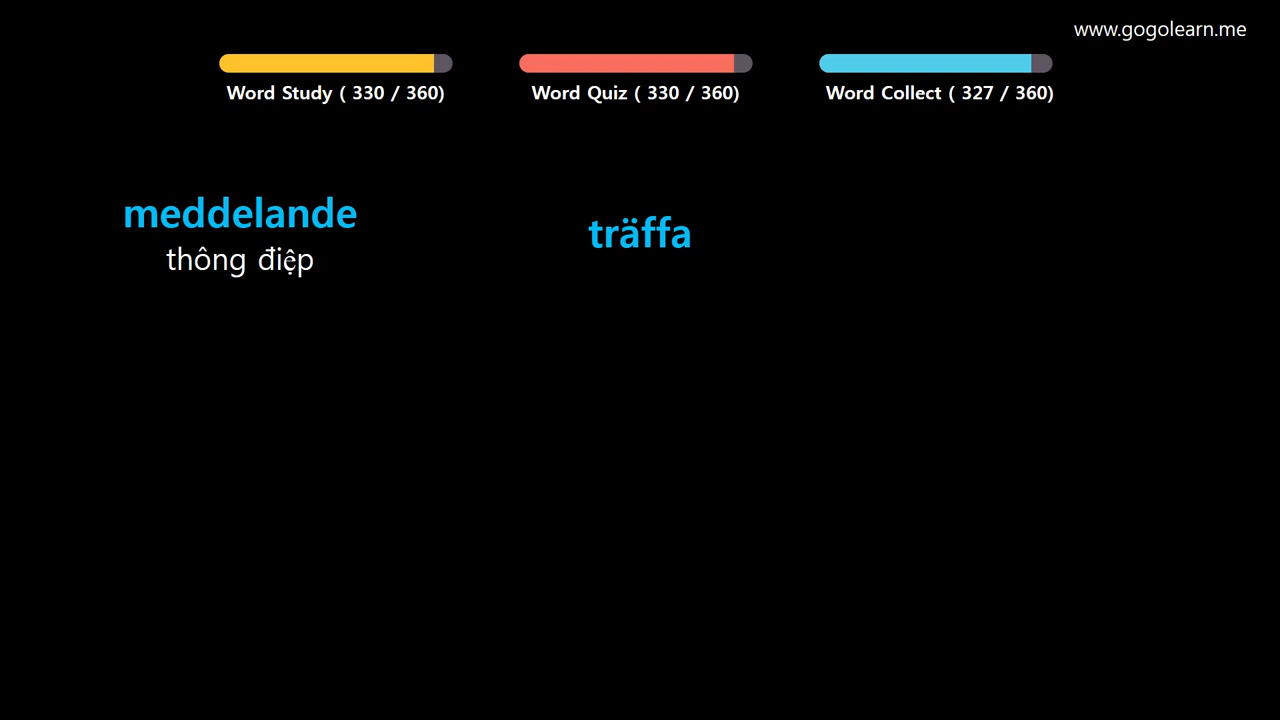 www.gogolearn.me
Word Study ( 330 / 360)
Word Quiz ( 330 / 360)
Word Collect ( 327 / 360)
meddelande
thông điệp
träffa